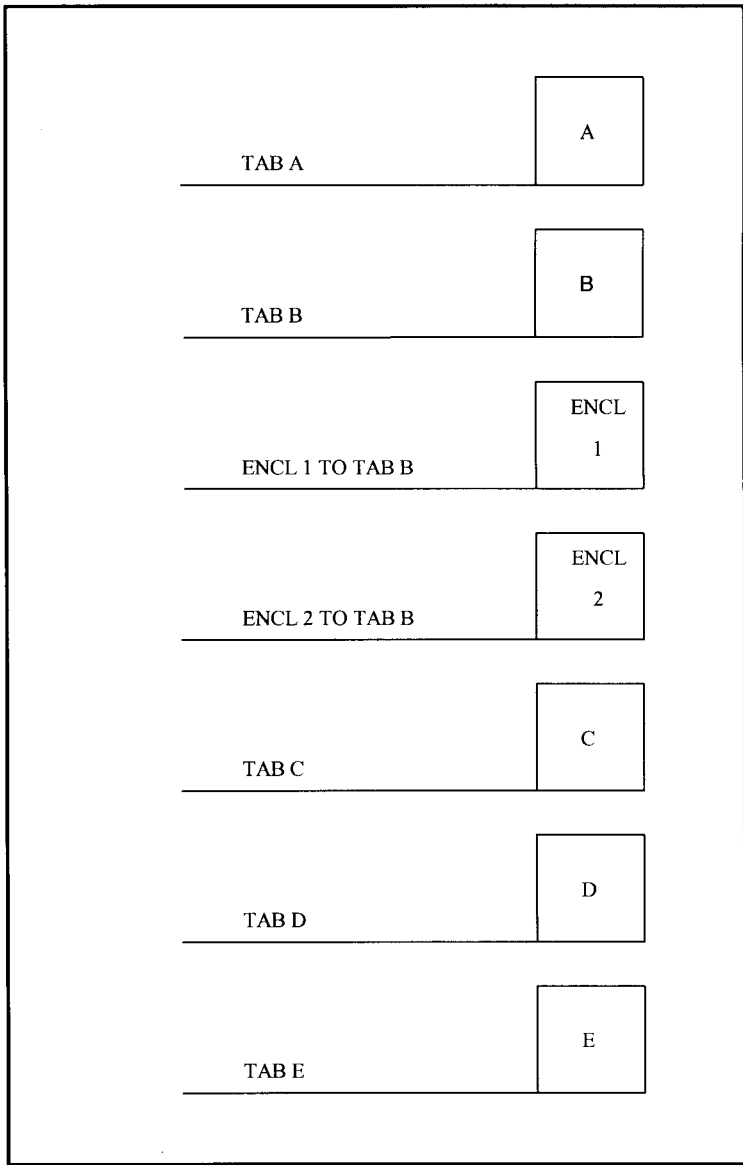 A
TAB A
B
TAB B
ENCL
1
ENCL 1 TO TAB B
ENCL
2
ENCL 2 TO TAB B
C
TAB C
D
TAB D
E
TAB E